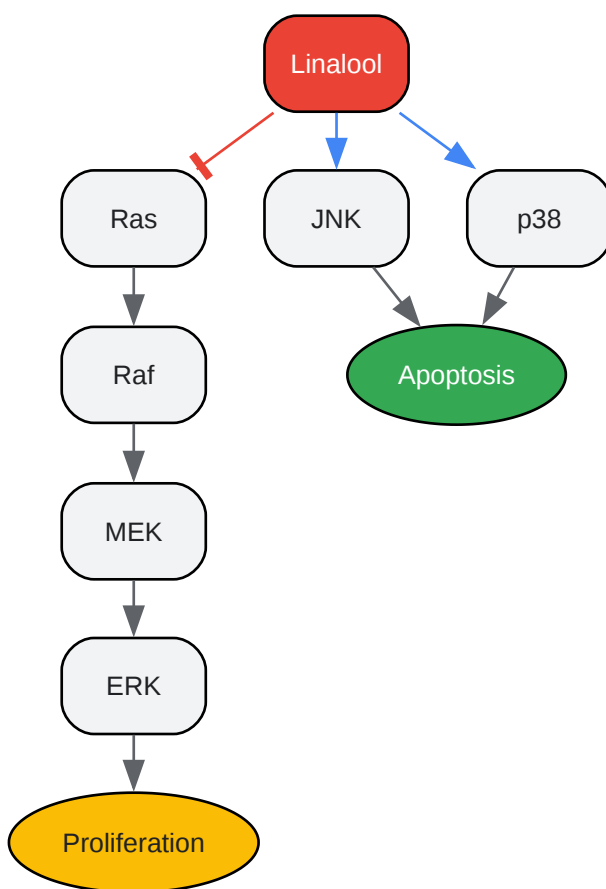 Linalool
Ras
JNK
p38
Raf
Apoptosis
MEK
ERK
Proliferation